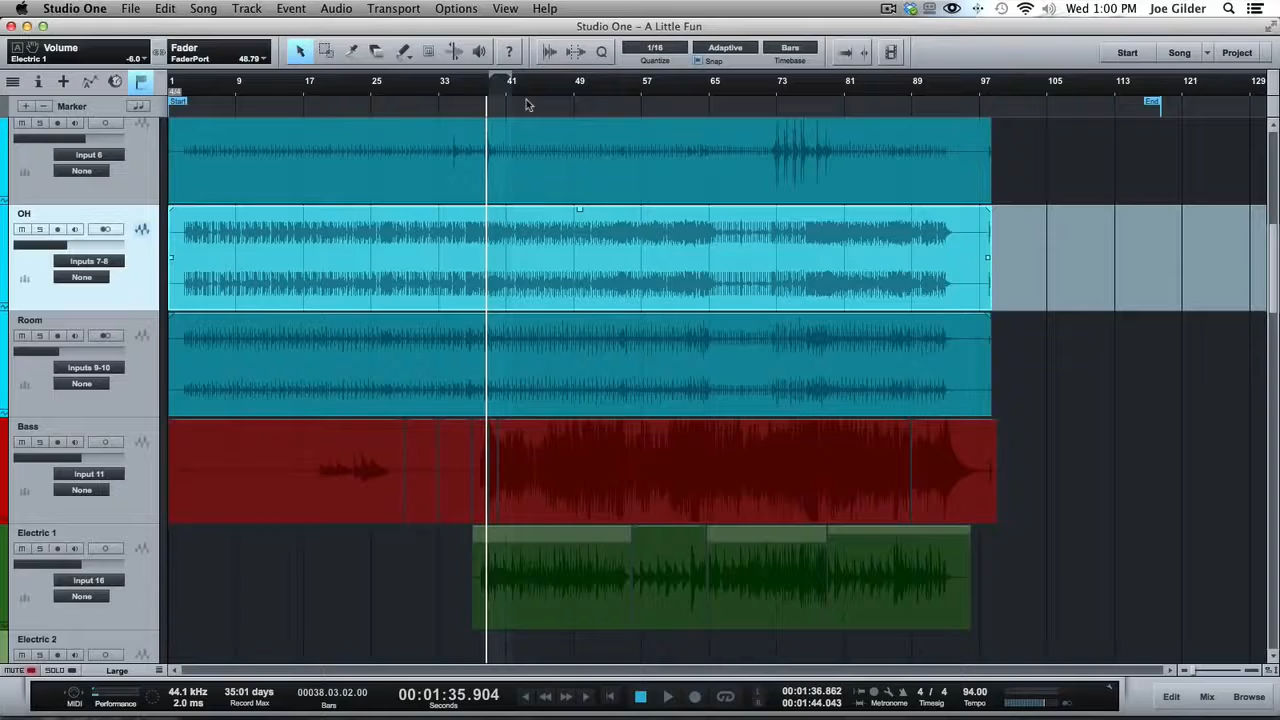 Studio One File Edit Song Track Event Audio Transport Options View Help Wed 1:00 PM Joe Gilder
Studio One - A Little Fun
Volume
Electric 1 -6.0
Fader
FaderPort 48.79
?
1/16
Quantize
Adaptive
Snap
Bars
Timebase
Start Song Project
1 9 17 25 33 41 49 57 65 73 81 89 97 105 113 121 129
4/4
Marker
Start
End
M S
Input 6
None
OH
M S
Inputs 7-8
None
Room
M S
Inputs 9-10
None
Bass
M S
Input 11
None
Electric 1
M S
Input 16
None
Electric 2
M S
MUTE SOLO Large
MIDI
Performance
44.1 kHz
2.0 ms
35:01 days
Record Max
00038.03.02.00
Bars
00:01:35.904
Seconds
00:01:36.862
00:01:44.043
Metronome
4 / 4
Timesig
94.00
Tempo
Edit Mix Browse